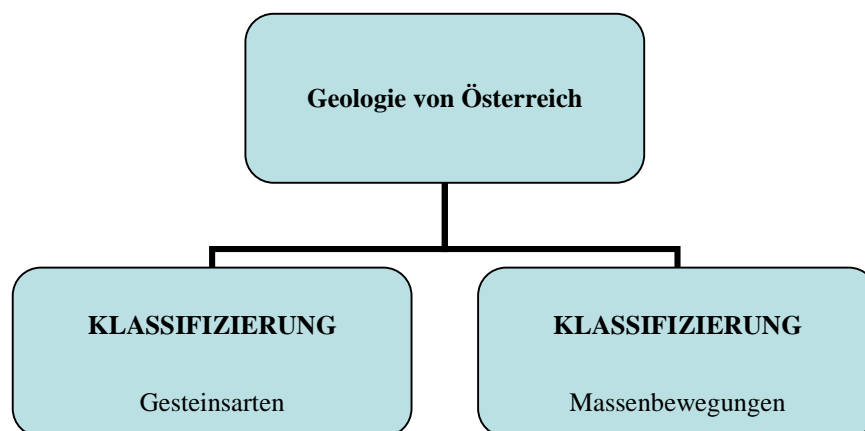 Geologie von Österreich
KLASSIFIZIERUNG
Gesteinsarten
KLASSIFIZIERUNG
Massenbewegungen